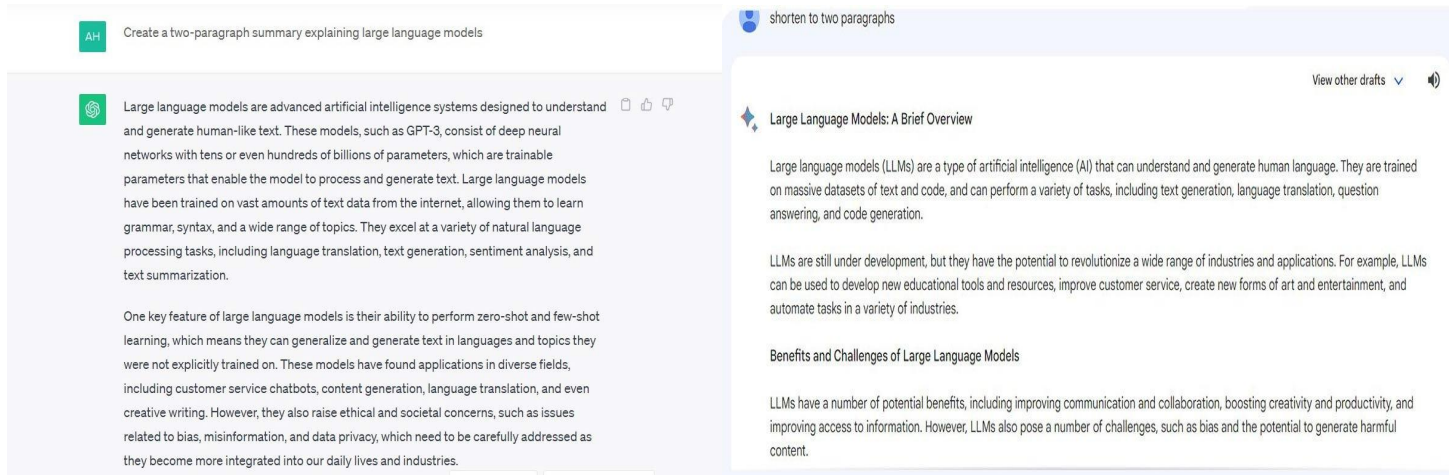 AH
Create a two-paragraph summary explaining large language models
Large language models are advanced artificial intelligence systems designed to understand
and generate human-like text. These models, such as GPT-3, consist of deep neural
networks with tens or even hundreds of billions of parameters, which are trainable
parameters that enable the model to process and generate text. Large language models
have been trained on vast amounts of text data from the internet, allowing them to learn
grammar, syntax, and a wide range of topics. They excel at a variety of natural language
processing tasks, including language translation, text generation, sentiment analysis, and
text summarization.
One key feature of large language models is their ability to perform zero-shot and few-shot
learning, which means they can generalize and generate text in languages and topics they
were not explicitly trained on. These models have found applications in diverse fields,
including customer service chatbots, content generation, language translation, and even
creative writing. However, they also raise ethical and societal concerns, such as issues
related to bias, misinformation, and data privacy, which need to be carefully addressed as
they become more integrated into our daily lives and industries.
shorten to two paragraphs
View other drafts
Large Language Models: A Brief Overview
Large language models (LLMs) are a type of artificial intelligence (AI) that can understand and generate human language. They are trained
on massive datasets of text and code, and can perform a variety of tasks, including text generation, language translation, question
answering, and code generation.
LLMs are still under development, but they have the potential to revolutionize a wide range of industries and applications. For example, LLMs
can be used to develop new educational tools and resources, improve customer service, create new forms of art and entertainment, and
automate tasks in a variety of industries.
Benefits and Challenges of Large Language Models
LLMs have a number of potential benefits, including improving communication and collaboration, boosting creativity and productivity, and
improving access to information. However, LLMs also pose a number of challenges, such as bias and the potential to generate harmful
content.